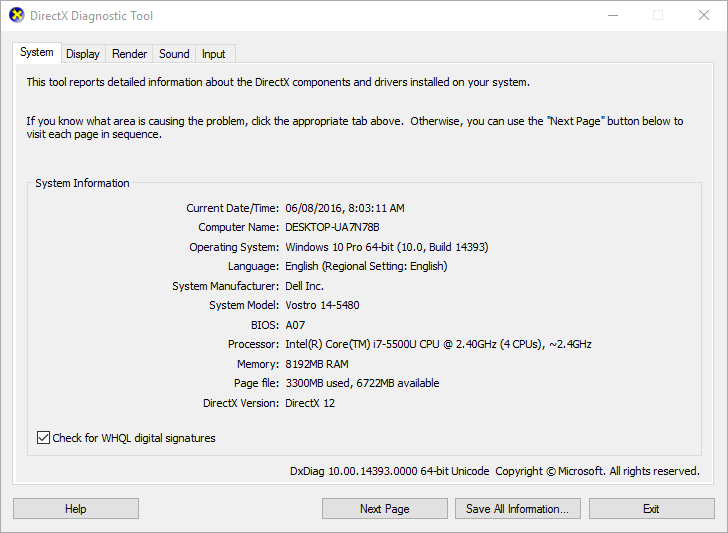 DirectX Diagnostic Tool
System Display Render Sound Input
This tool reports detailed information about the DirectX components and drivers installed on your system.
If you know what area is causing the problem, click the appropriate tab above.  Otherwise, you can use the "Next Page" button below to
visit each page in sequence.
System Information
Current Date/Time: 06/08/2016, 8:03:11 AM
Computer Name: DESKTOP-UA7N78B
Operating System: Windows 10 Pro 64-bit (10.0, Build 14393)
Language: English (Regional Setting: English)
System Manufacturer: Dell Inc.
System Model: Vostro 14-5480
BIOS: A07
Processor: Intel(R) Core(TM) i7-5500U CPU @ 2.40GHz (4 CPUs), ~2.4GHz
Memory: 8192MB RAM
Page file: 3300MB used, 6722MB available
DirectX Version: DirectX 12
Check for WHQL digital signatures
DxDiag 10.00.14393.0000 64-bit Unicode  Copyright © Microsoft. All rights reserved.
Help Next Page Save All Information... Exit